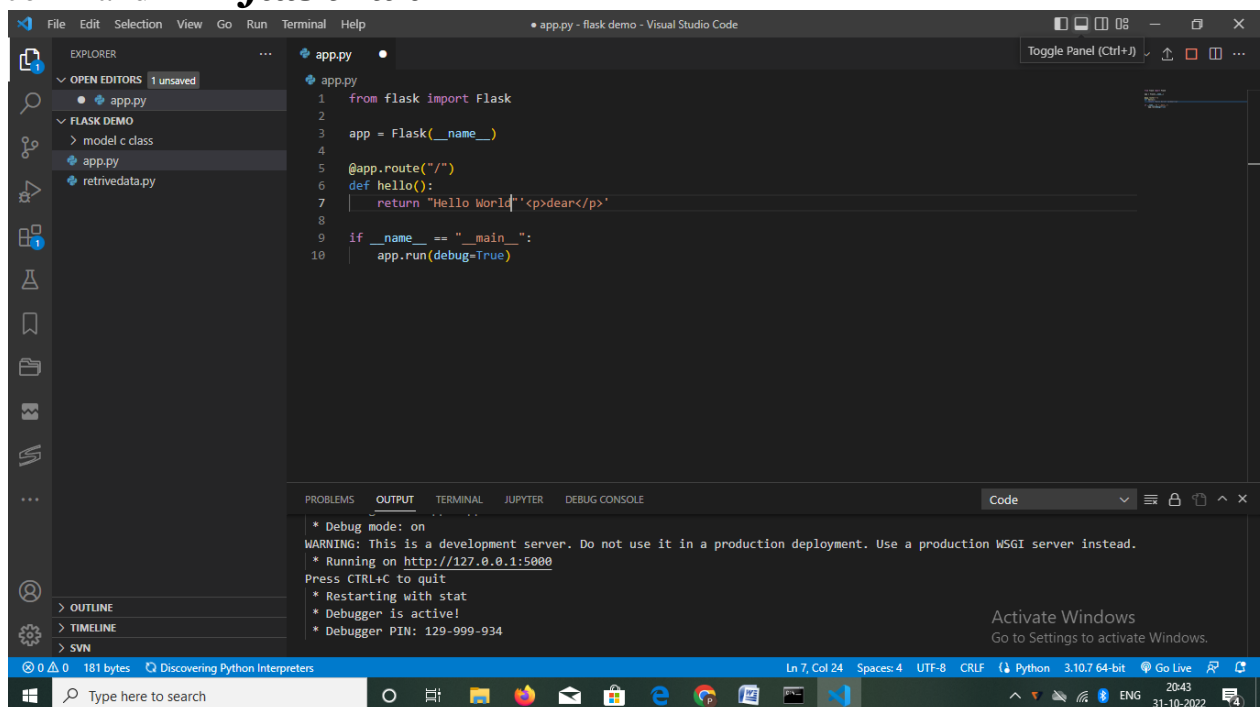 File Edit Selection View Go Run Terminal Help ● app.py - flask demo - Visual Studio Code
EXPLORER ...
app.py ●
Toggle Panel (Ctrl+J)
OPEN EDITORS 1 unsaved
● app.py
FLASK DEMO
> model c class
app.py
retrivedata.py
app.py
1 from flask import Flask
2
3 app = Flask(__name__)
4
5 @app.route("/")
6 def hello():
7     return "Hello World"'<p>dear</p>'
8
9 if __name__ == "__main__":
10     app.run(debug=True)
PROBLEMS OUTPUT TERMINAL JUPYTER DEBUG CONSOLE Code
* Debug mode: on
WARNING: This is a development server. Do not use it in a production deployment. Use a production WSGI server instead.
* Running on http://127.0.0.1:5000
Press CTRL+C to quit
* Restarting with stat
* Debugger is active!
* Debugger PIN: 129-999-934
> OUTLINE
> TIMELINE
> SVN
Activate Windows
Go to Settings to activate Windows.
0 0 181 bytes Discovering Python Interpreters Ln 7, Col 24 Spaces: 4 UTF-8 CRLF Python 3.10.7 64-bit Go Live
Type here to search ENG 20:43
31-10-2022 4